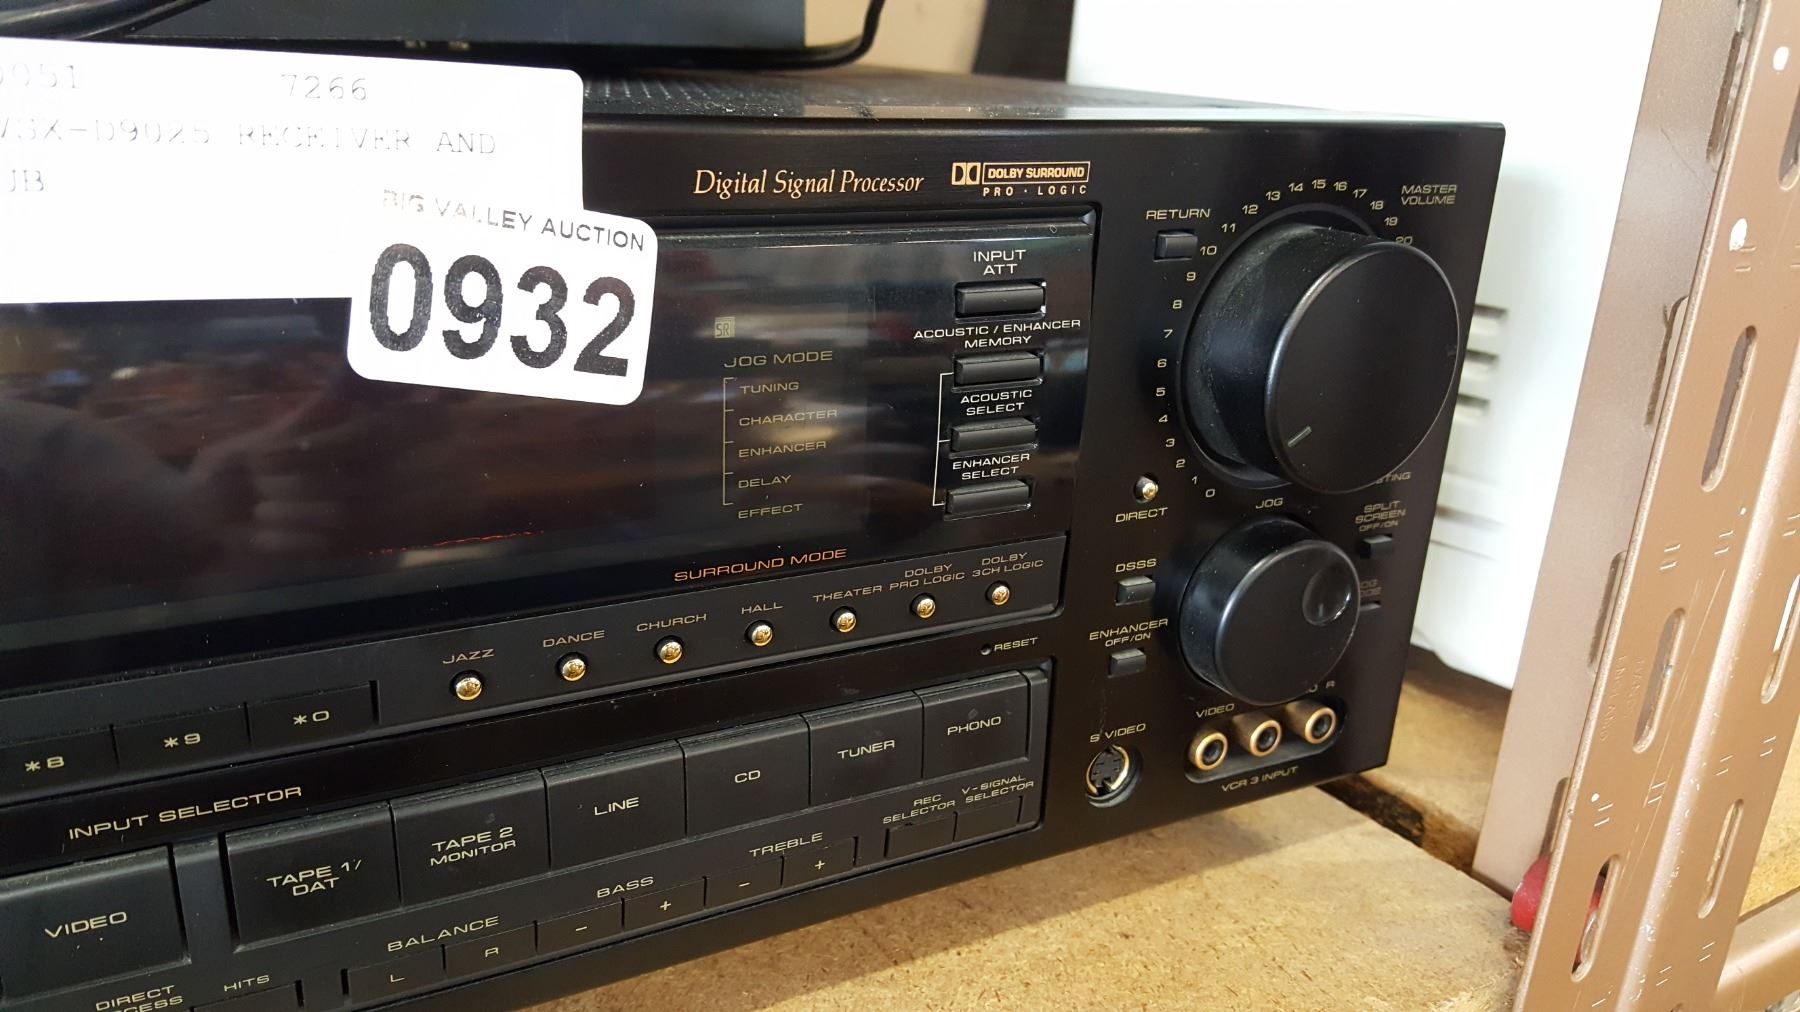 0051 7266
VSX-D9025 RECEIVER AND
JB
BIG VALLEY AUCTION
0932
Digital Signal Processor
DOLBY SURROUND
PRO · LOGIC
INPUT
ATT
ACOUSTIC / ENHANCER
MEMORY
ACOUSTIC
SELECT
ENHANCER
SELECT
SR
JOG MODE
TUNING
CHARACTER
ENHANCER
DELAY
EFFECT
SURROUND MODE
JAZZ
DANCE
CHURCH
HALL
THEATER
DOLBY
PRO LOGIC
DOLBY
3CH LOGIC
RESET
RETURN
MASTER
VOLUME
0 1 2 3 4 5 6 7 8 9 10 11 12 13 14 15 16 17 18 19 20
DIRECT
JOG
SPLIT
SCREEN
OFF/ON
DSSS
ENHANCER
OFF/ON
S VIDEO
VIDEO
R
VCR 3 INPUT
*8
*9
*0
INPUT SELECTOR
VIDEO
TAPE 1/
DAT
TAPE 2
MONITOR
LINE
CD
TUNER
PHONO
REC
SELECTOR
V-SIGNAL
SELECTOR
TREBLE
- +
BASS
- +
BALANCE
L R
DIRECT
HITS